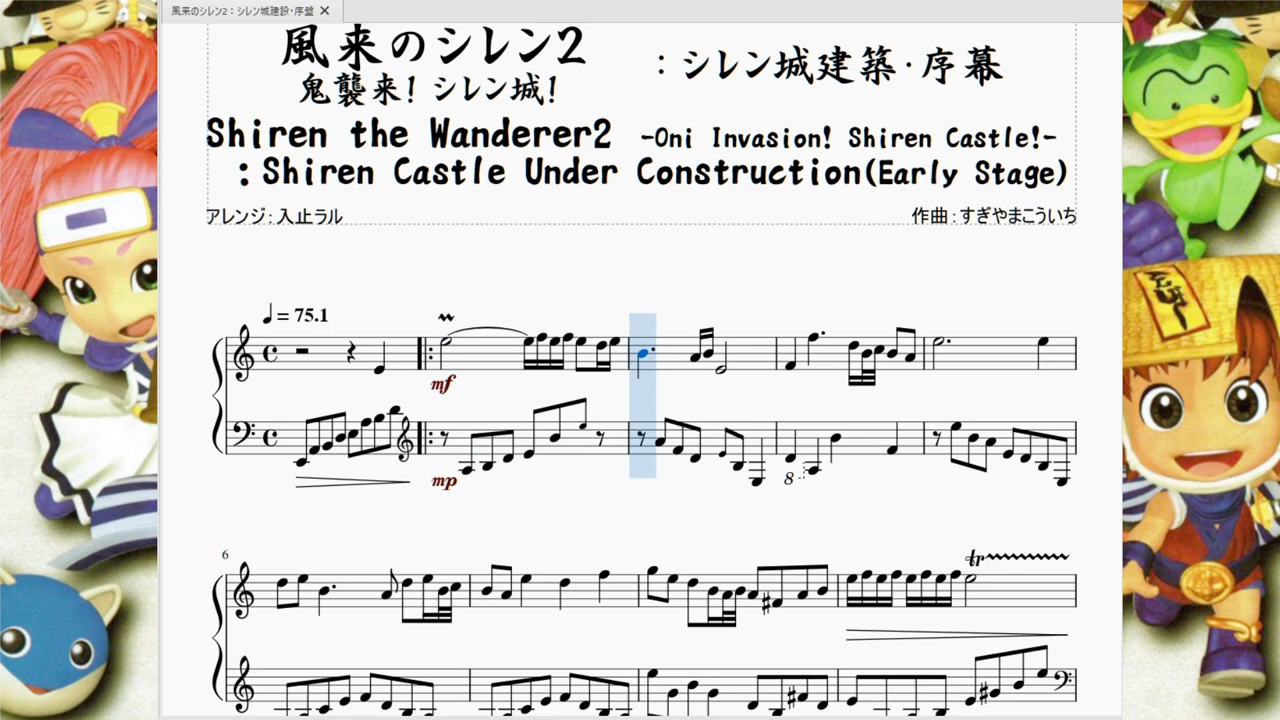 風来のシレン2：シレン城建設・序盤 ×
風来のシレン2 ：シレン城建築・序幕
鬼襲来！シレン城！
Shiren the Wanderer2 -Oni Invasion! Shiren Castle!-
：Shiren Castle Under Construction(Early Stage)
アレンジ：入止ラル
作曲：すぎやまこういち
♩= 75.1
mf
mp
8
6
tr